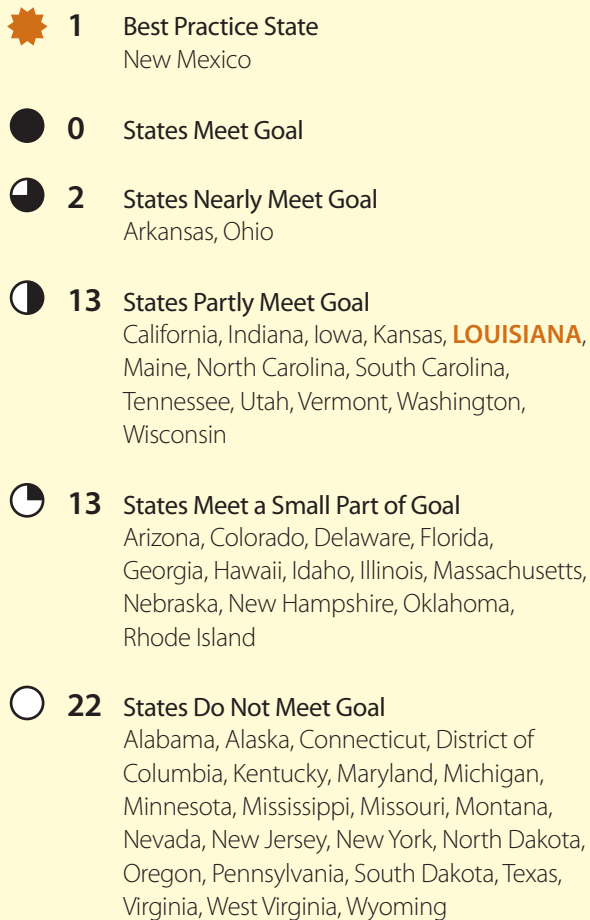 1 Best Practice State
New Mexico
0 States Meet Goal
2 States Nearly Meet Goal
Arkansas, Ohio
13 States Partly Meet Goal
California, Indiana, Iowa, Kansas, LOUISIANA,
Maine, North Carolina, South Carolina,
Tennessee, Utah, Vermont, Washington,
Wisconsin
13 States Meet a Small Part of Goal
Arizona, Colorado, Delaware, Florida,
Georgia, Hawaii, Idaho, Illinois, Massachusetts,
Nebraska, New Hampshire, Oklahoma,
Rhode Island
22 States Do Not Meet Goal
Alabama, Alaska, Connecticut, District of
Columbia, Kentucky, Maryland, Michigan,
Minnesota, Mississippi, Missouri, Montana,
Nevada, New Jersey, New York, North Dakota,
Oregon, Pennsylvania, South Dakota, Texas,
Virginia, West Virginia, Wyoming